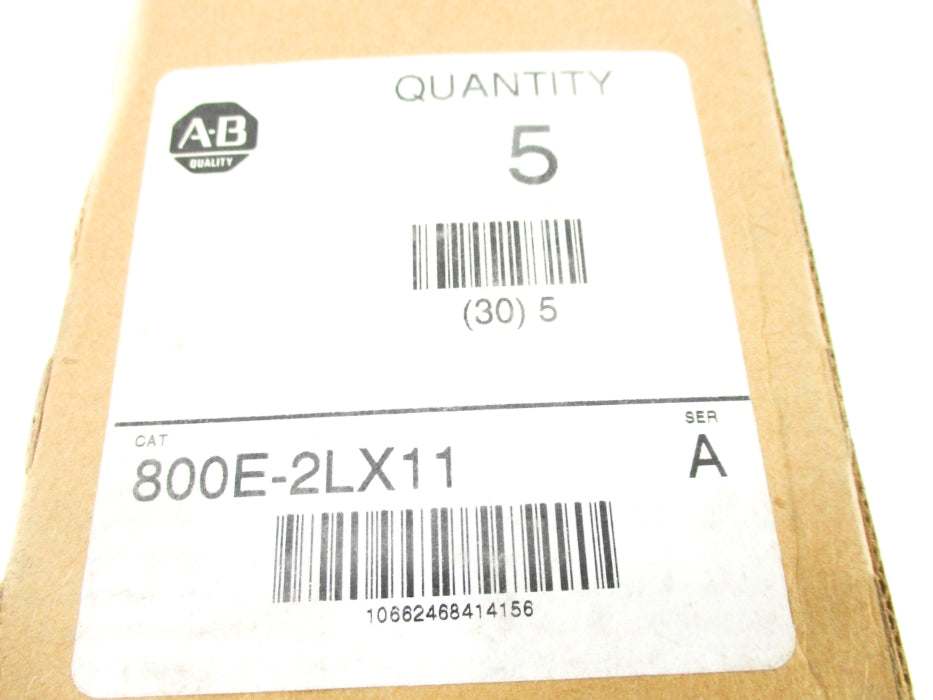 QUANTITY
A·B
QUALITY
5
(30) 5
CAT
SER
800E-2LX11
A
10662468414156